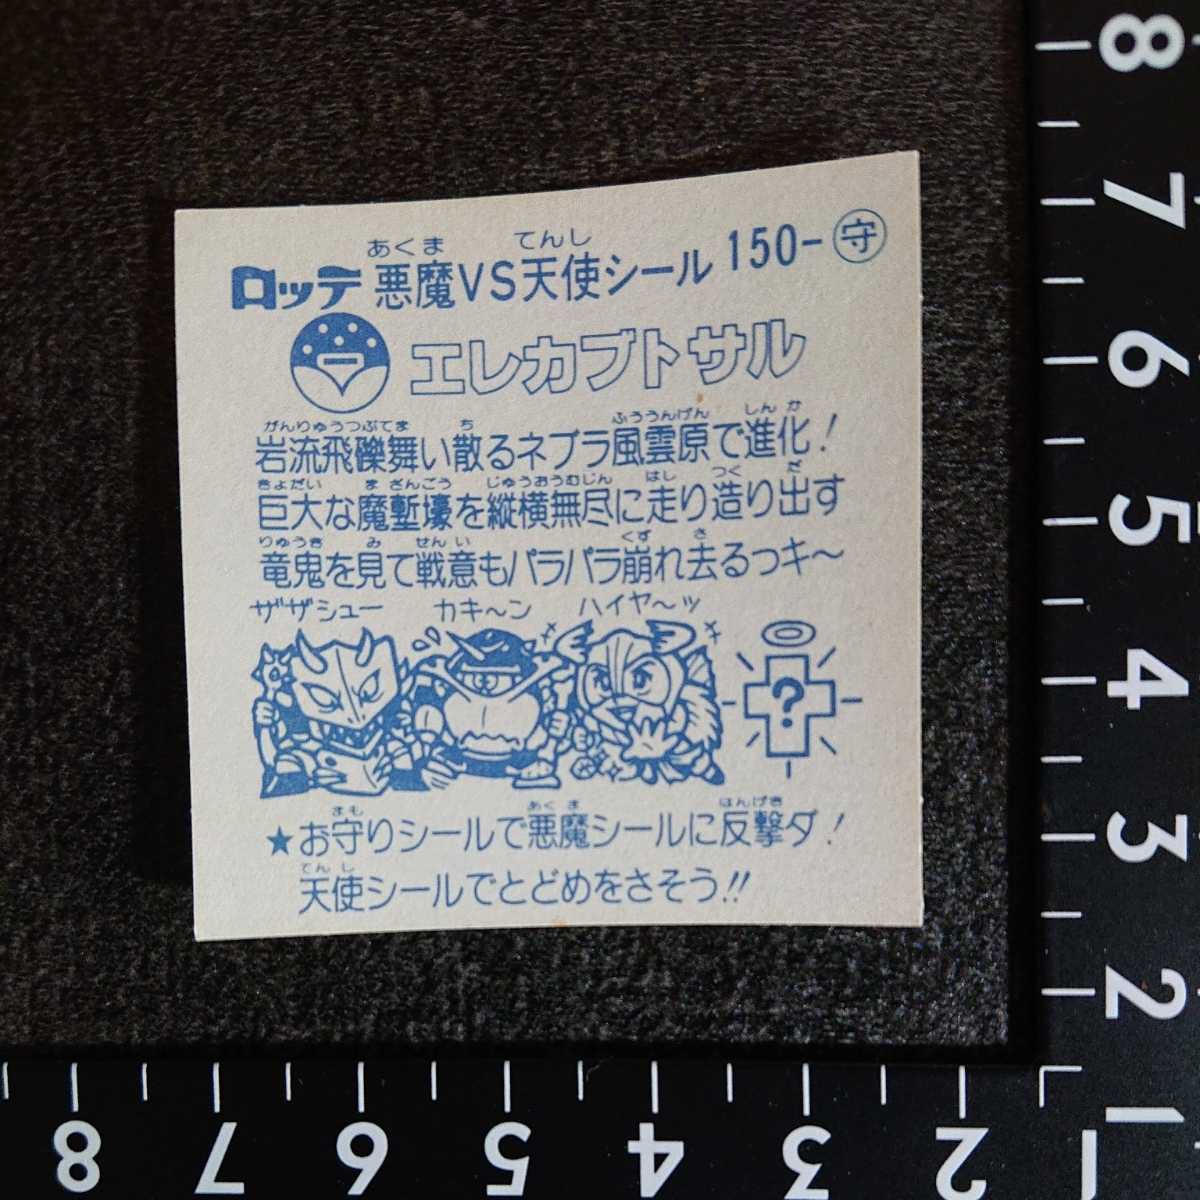 あくま てんし
ロッテ 悪魔VS天使シール 150-守
エレカブトサル
がんりゅうつぶてま ち ふううんげん しんか
岩流飛礫舞い散るネブラ風雲原で進化！
きょだい まざんごう じゅうおうむじん はし つく だ
巨大な魔塹壕を縦横無尽に走り造り出す
りゅうき み せんい くず さ
竜鬼を見て戦意もパラパラ崩れ去るっキ〜
ザザシュー カキ〜ン ハイヤ〜ッ
?
まも あくま はんげき
★お守りシールで悪魔シールに反撃ダ！
てんし
天使シールでとどめをさそう!!
8
7
6
5
4
3
2
1
8 7 6 5 4 3 2 1